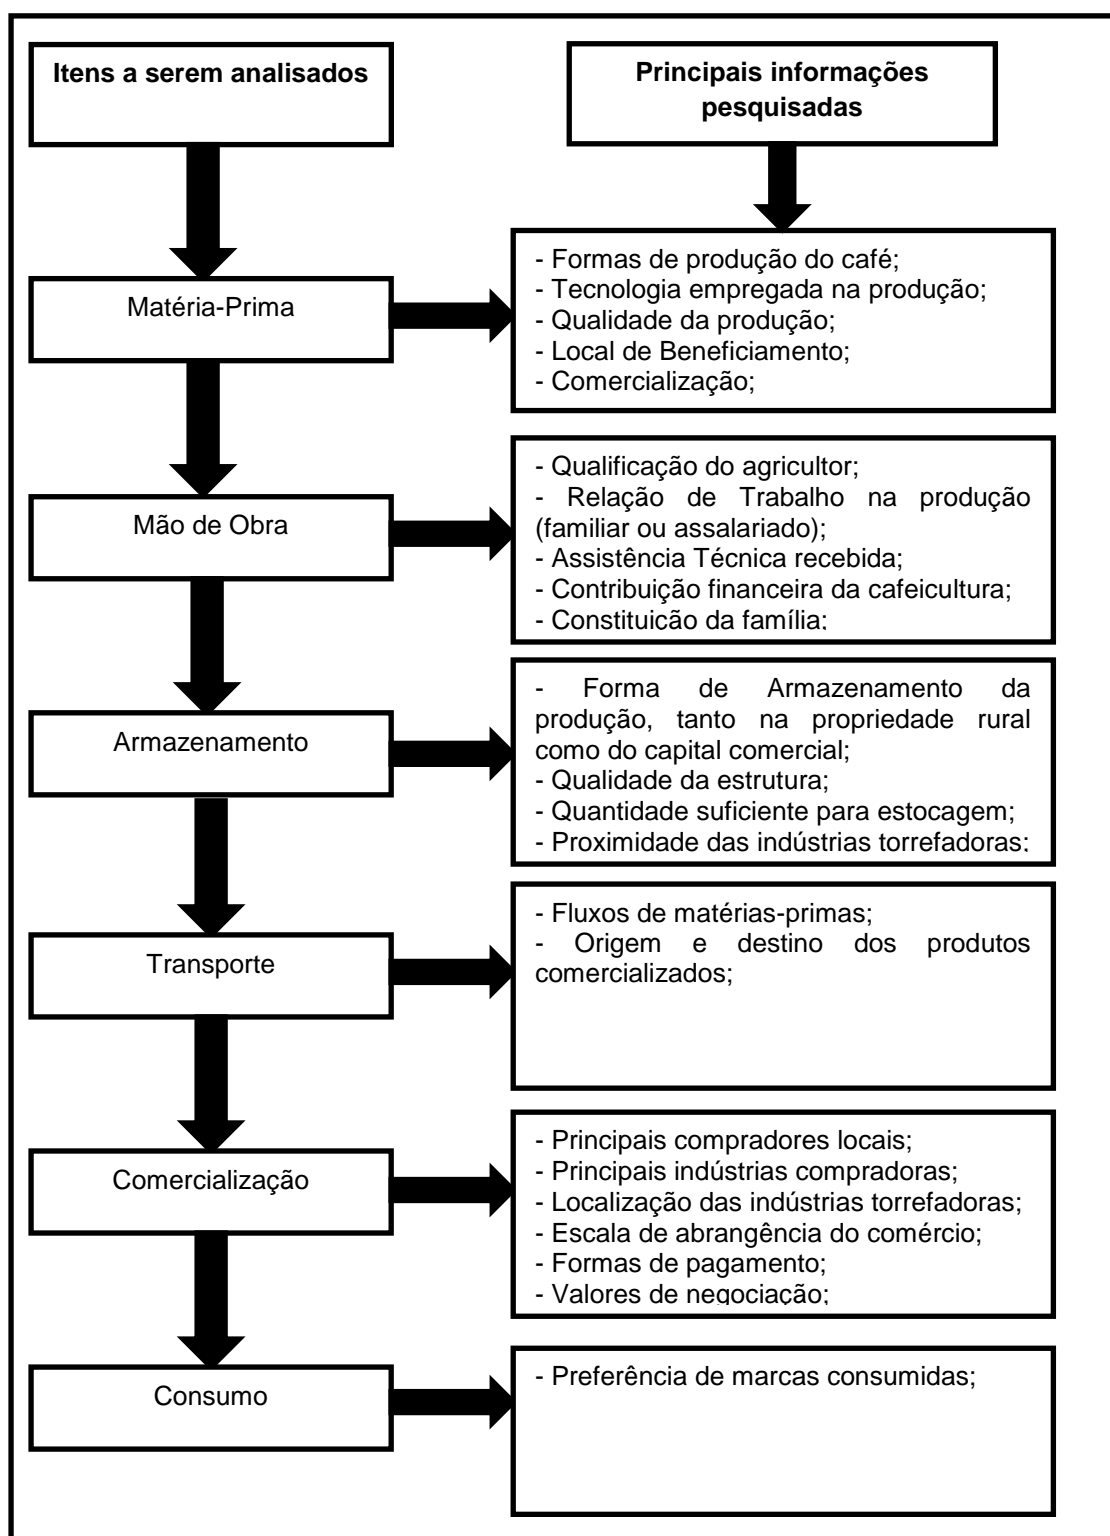 Itens a serem analisados
Principais informações
pesquisadas
Matéria-Prima
- Formas de produção do café;
- Tecnologia empregada na produção;
- Qualidade da produção;
- Local de Beneficiamento;
- Comercialização;
Mão de Obra
- Qualificação do agricultor;
- Relação de Trabalho na produção
(familiar ou assalariado);
- Assistência Técnica recebida;
- Contribuição financeira da cafeicultura;
- Constituição da família;
Armazenamento
- Forma de Armazenamento da
produção, tanto na propriedade rural
como do capital comercial;
- Qualidade da estrutura;
- Quantidade suficiente para estocagem;
- Proximidade das indústrias torrefadoras;
Transporte
- Fluxos de matérias-primas;
- Origem e destino dos produtos
comercializados;
Comercialização
- Principais compradores locais;
- Principais indústrias compradoras;
- Localização das indústrias torrefadoras;
- Escala de abrangência do comércio;
- Formas de pagamento;
- Valores de negociação;
Consumo
- Preferência de marcas consumidas;